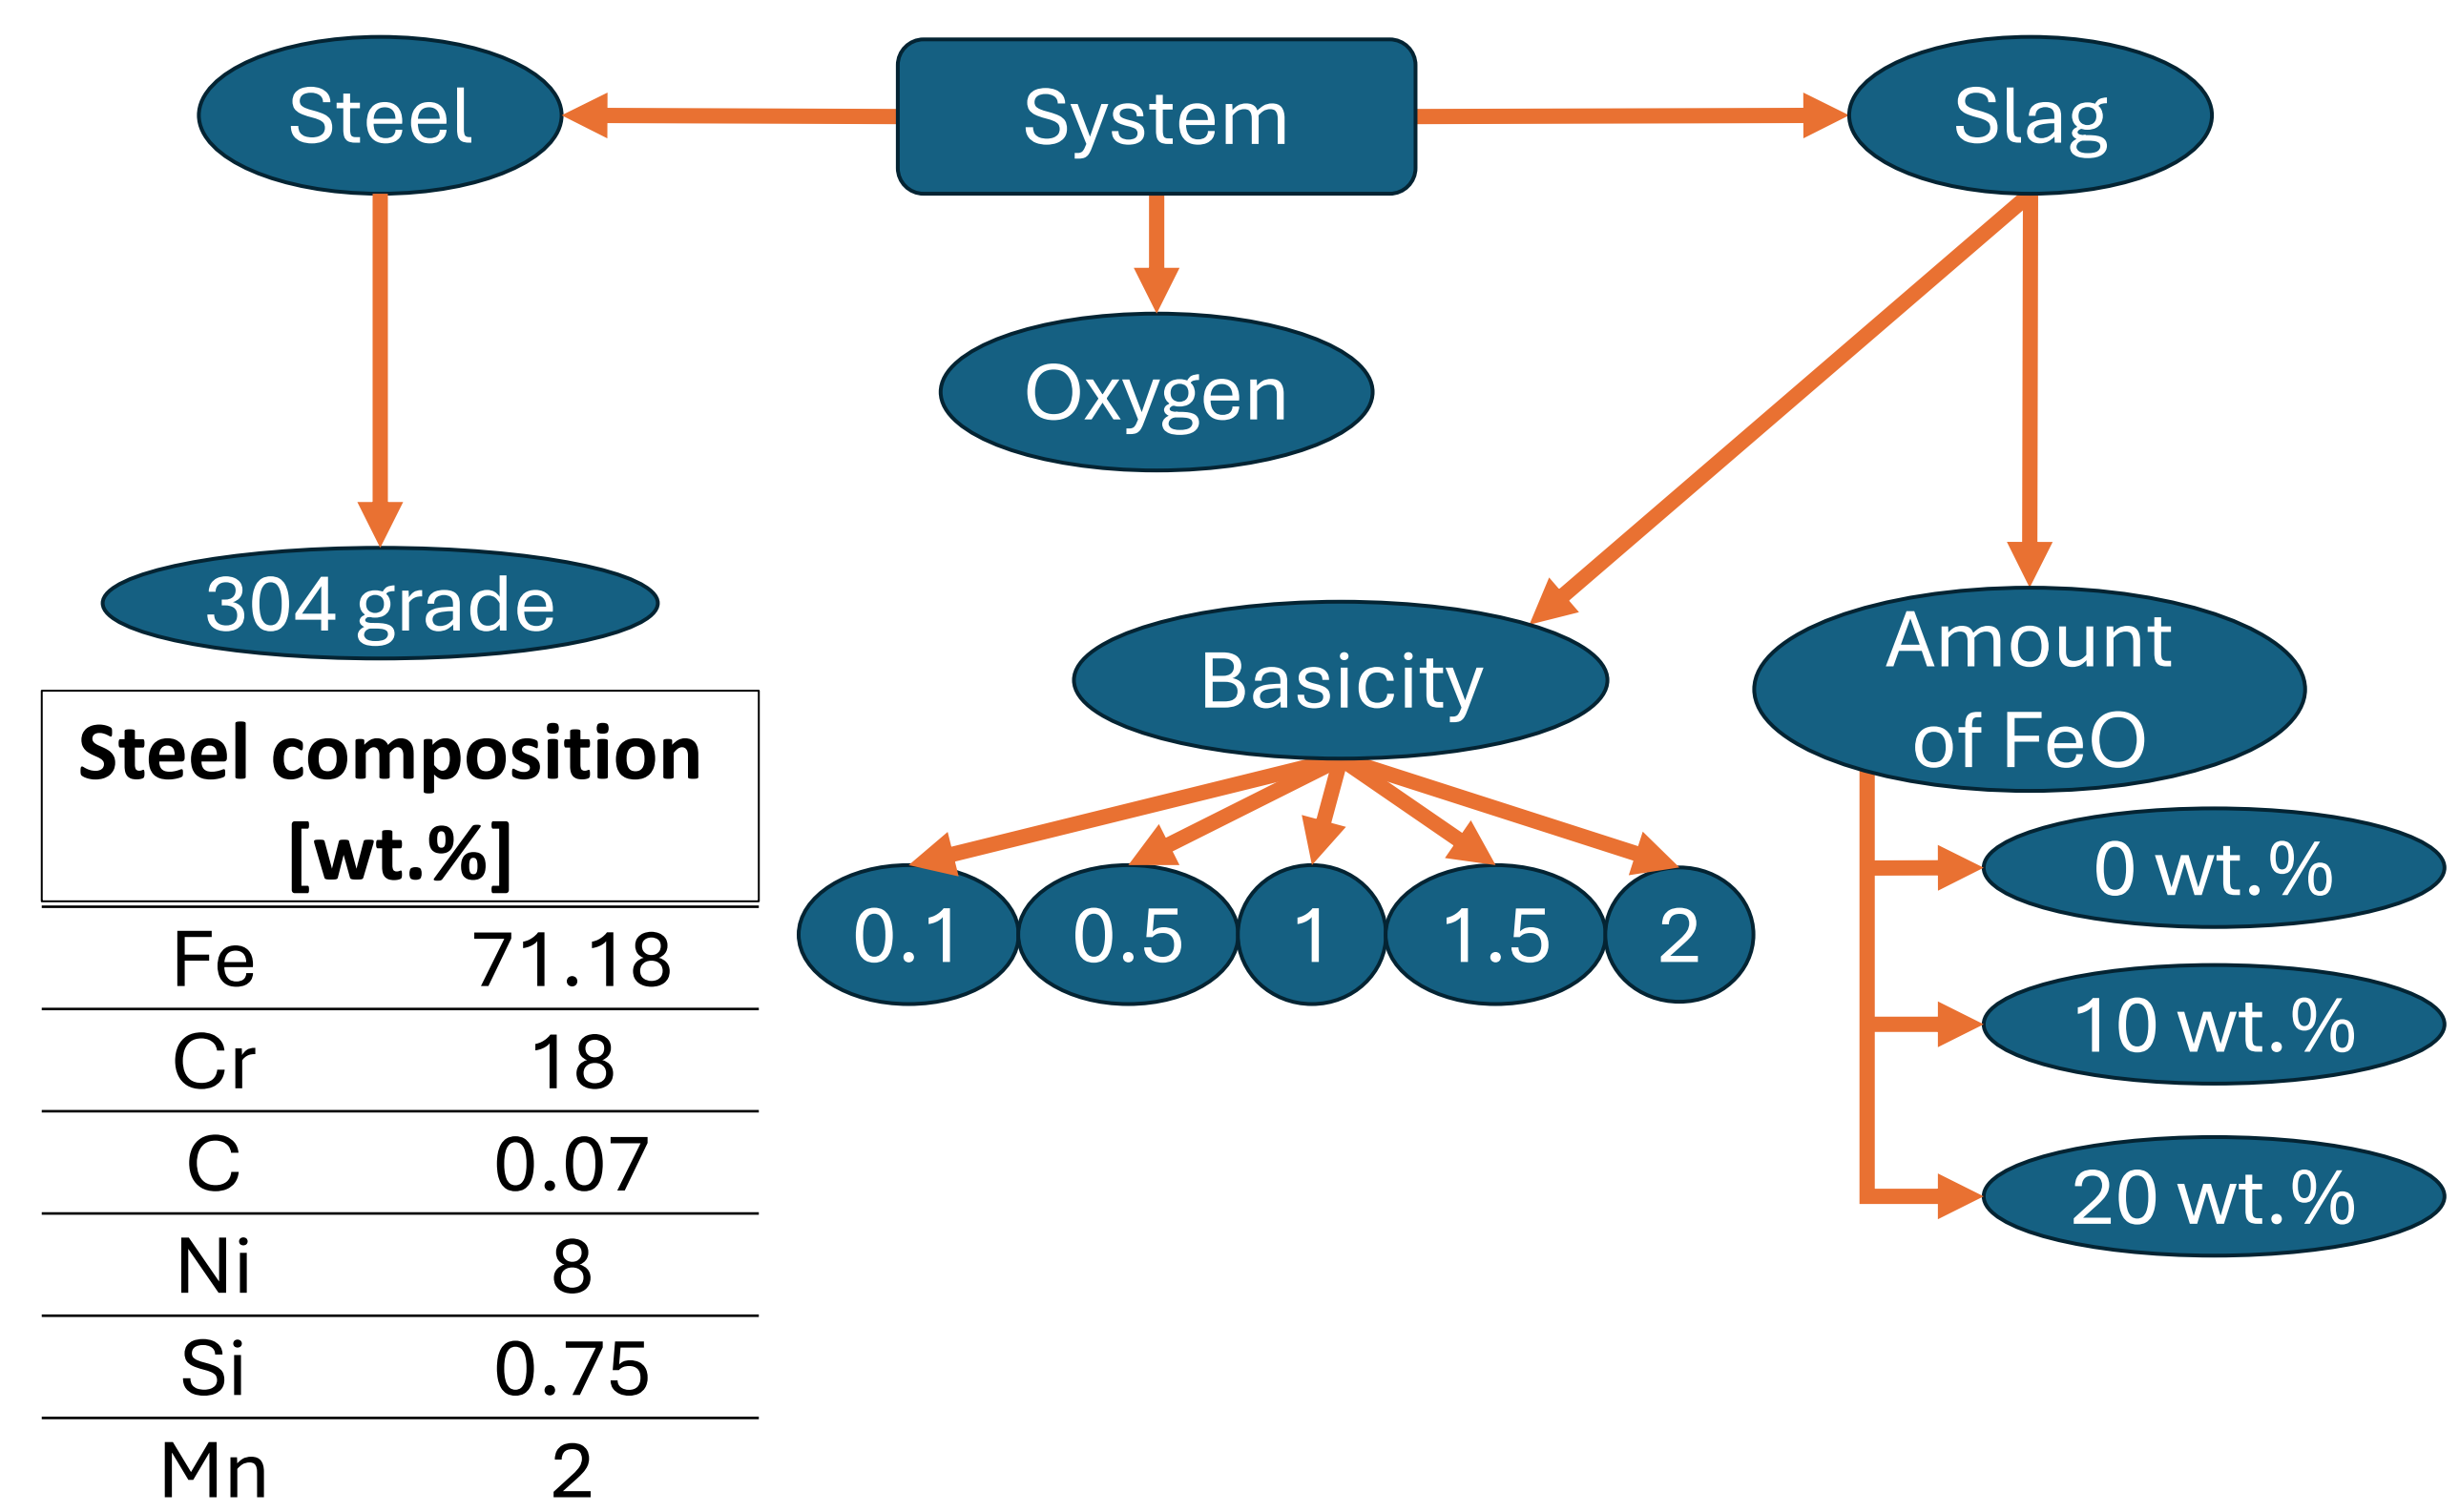 Steel
System
Slag
Oxygen
304 grade
Basicity
Amount
of FeO
Steel composition
[wt.%]
Fe 71.18
Cr 18
C 0.07
Ni 8
Si 0.75
Mn 2
0.1
0.5
1
1.5
2
0 wt.%
10 wt.%
20 wt.%